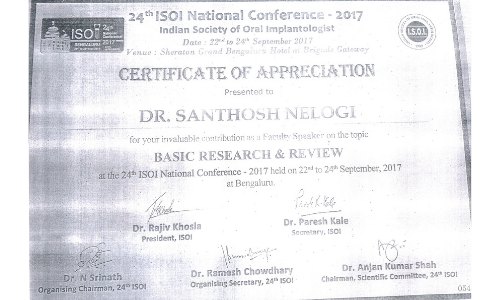 24th ISOI National Conference - 2017
Indian Society of Oral Implantologist
Date : 22nd to 24th September 2017
Venue : Sheraton Grand Bengaluru Hotel at Brigade Gateway
ISOI
I.S.O.I.
CERTIFICATE OF APPRECIATION
Presented to
DR. SANTHOSH NELOGI
for your invaluable contribution as a Faculty Speaker on the topic
BASIC RESEARCH & REVIEW
at the 24th ISOI National Conference - 2017 held on 22nd to 24th September, 2017
at Bengaluru.
Dr. Rajiv Khosla
President, ISOI
Dr. Paresh Kale
Secretary, ISOI
Dr. N Srinath
Organising Chairman, 24th ISOI
Dr. Ramesh Chowdhary
Organising Secretary, 24th ISOI
Dr. Anjan Kumar Shah
Chairman, Scientific Committee, 24th ISOI
054